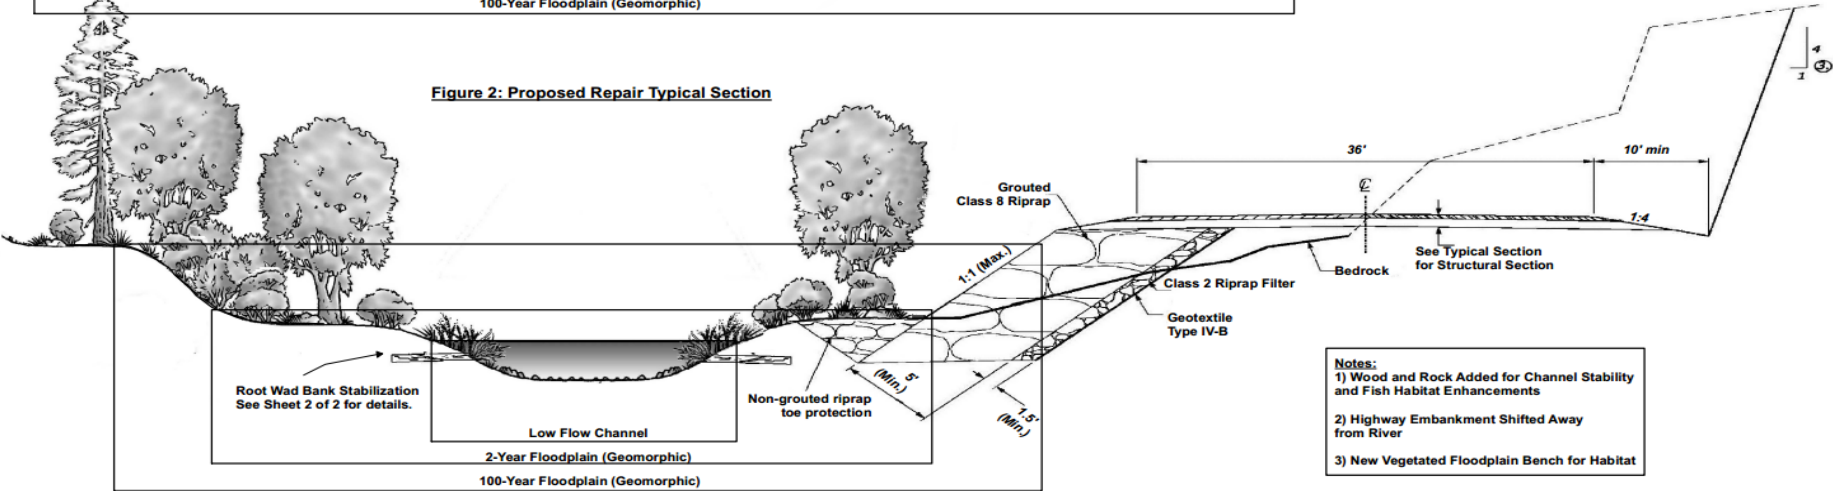 100-Year Floodplain (Geomorphic)
Figure 2: Proposed Repair Typical Section
4
1
3
36'
10' min
Grouted
Class 8 Riprap
℄
1:4
1:1 (Max.)
See Typical Section
for Structural Section
Bedrock
Class 2 Riprap Filter
Geotextile
Type IV-B
Root Wad Bank Stabilization
See Sheet 2 of 2 for details.
Non-grouted riprap
toe protection
5'
(Min.)
1.5'
(Min.)
Low Flow Channel
2-Year Floodplain (Geomorphic)
100-Year Floodplain (Geomorphic)
Notes:
1) Wood and Rock Added for Channel Stability
and Fish Habitat Enhancements
2) Highway Embankment Shifted Away
from River
3) New Vegetated Floodplain Bench for Habitat